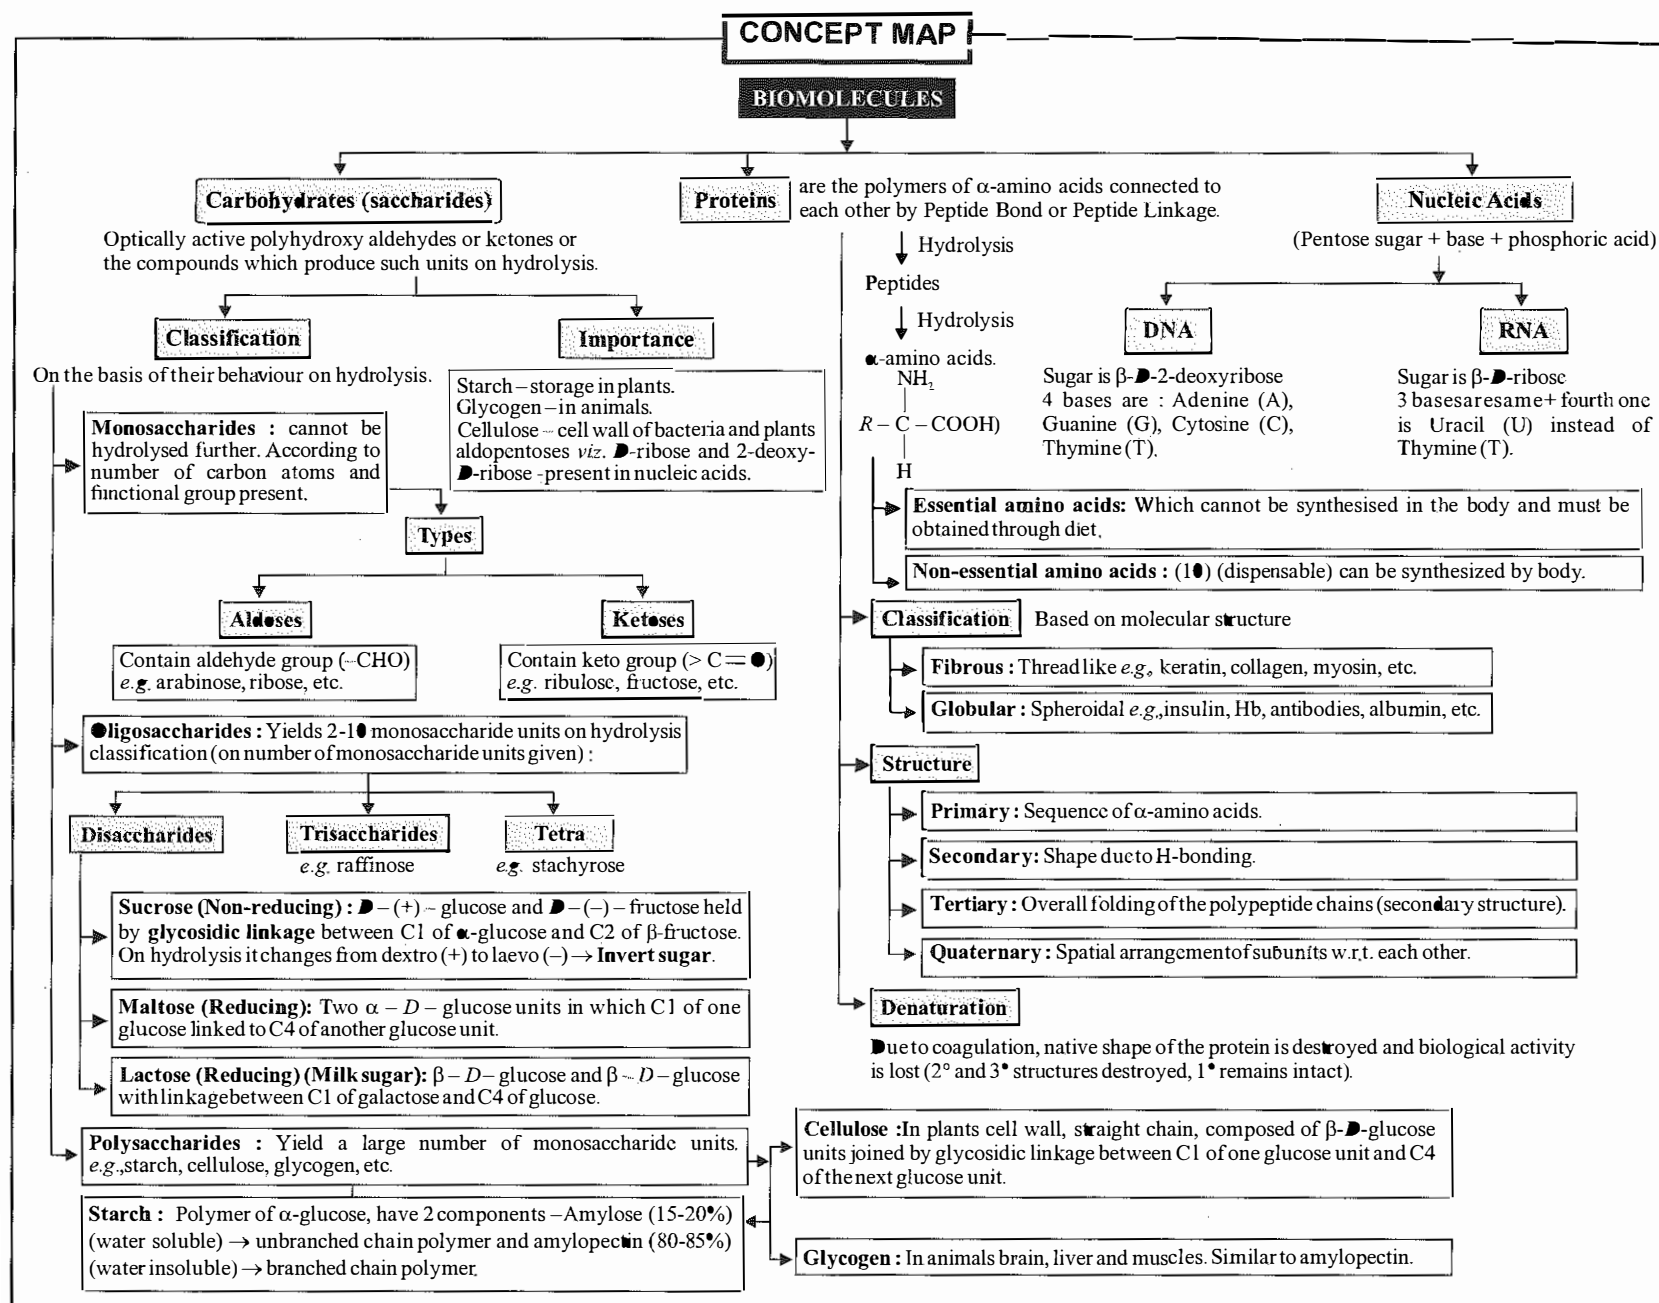 CONCEPT MAP
BIOMOLECULES
Carbohydrates (saccharides)
Optically active polyhydroxy aldehydes or ketones or
the compounds which produce such units on hydrolysis.
Classification
On the basis of their behaviour on hydrolysis.
Importance
Starch – storage in plants.
Glycogen – in animals.
Cellulose – cell wall of bacteria and plants
aldopentoses viz. D-ribose and 2-deoxy-
D-ribose - present in nucleic acids.
Monosaccharides : cannot be
hydrolysed further. According to
number of carbon atoms and
functional group present.
Types
Aldoses
Contain aldehyde group (–CHO)
e.g. arabinose, ribose, etc.
Ketoses
Contain keto group (> C = O)
e.g. ribulose, fructose, etc.
Oligosaccharides : Yields 2-10 monosaccharide units on hydrolysis
classification (on number of monosaccharide units given) :
Disaccharides
Trisaccharides
e.g. raffinose
Tetra
e.g. stachyrose
Sucrose (Non-reducing) : D – (+) – glucose and D – (–) – fructose held
by glycosidic linkage between C1 of α-glucose and C2 of β-fructose.
On hydrolysis it changes from dextro (+) to laevo (–) → Invert sugar.
Maltose (Reducing): Two α – D – glucose units in which C1 of one
glucose linked to C4 of another glucose unit.
Lactose (Reducing) (Milk sugar): β – D – glucose and β – D – glucose
with linkage between C1 of galactose and C4 of glucose.
Polysaccharides : Yield a large number of monosaccharide units.
e.g., starch, cellulose, glycogen, etc.
Starch : Polymer of α-glucose, have 2 components – Amylose (15-20%)
(water soluble) → unbranched chain polymer and amylopectin (80-85%)
(water insoluble) → branched chain polymer.
Cellulose : In plants cell wall, straight chain, composed of β-D-glucose
units joined by glycosidic linkage between C1 of one glucose unit and C4
of the next glucose unit.
Glycogen : In animals brain, liver and muscles. Similar to amylopectin.
Proteins
are the polymers of α-amino acids connected to
each other by Peptide Bond or Peptide Linkage.
Hydrolysis
Peptides
Hydrolysis
α-amino acids.
NH2
R – C – COOH)
H
Essential amino acids: Which cannot be synthesised in the body and must be
obtained through diet.
Non-essential amino acids : (10) (dispensable) can be synthesized by body.
Classification Based on molecular structure
Fibrous : Thread like e.g., keratin, collagen, myosin, etc.
Globular : Spheroidal e.g., insulin, Hb, antibodies, albumin, etc.
Structure
Primary : Sequence of α-amino acids.
Secondary: Shape due to H-bonding.
Tertiary : Overall folding of the polypeptide chains (secondary structure).
Quaternary : Spatial arrangement of subunits w.r.t. each other.
Denaturation
Due to coagulation, native shape of the protein is destroyed and biological activity
is lost (2° and 3° structures destroyed, 1° remains intact).
Nucleic Acids
(Pentose sugar + base + phosphoric acid)
DNA
Sugar is β-D-2-deoxyribose
4 bases are : Adenine (A),
Guanine (G), Cytosine (C),
Thymine (T).
RNA
Sugar is β-D-ribose
3 bases are same + fourth one
is Uracil (U) instead of
Thymine (T).